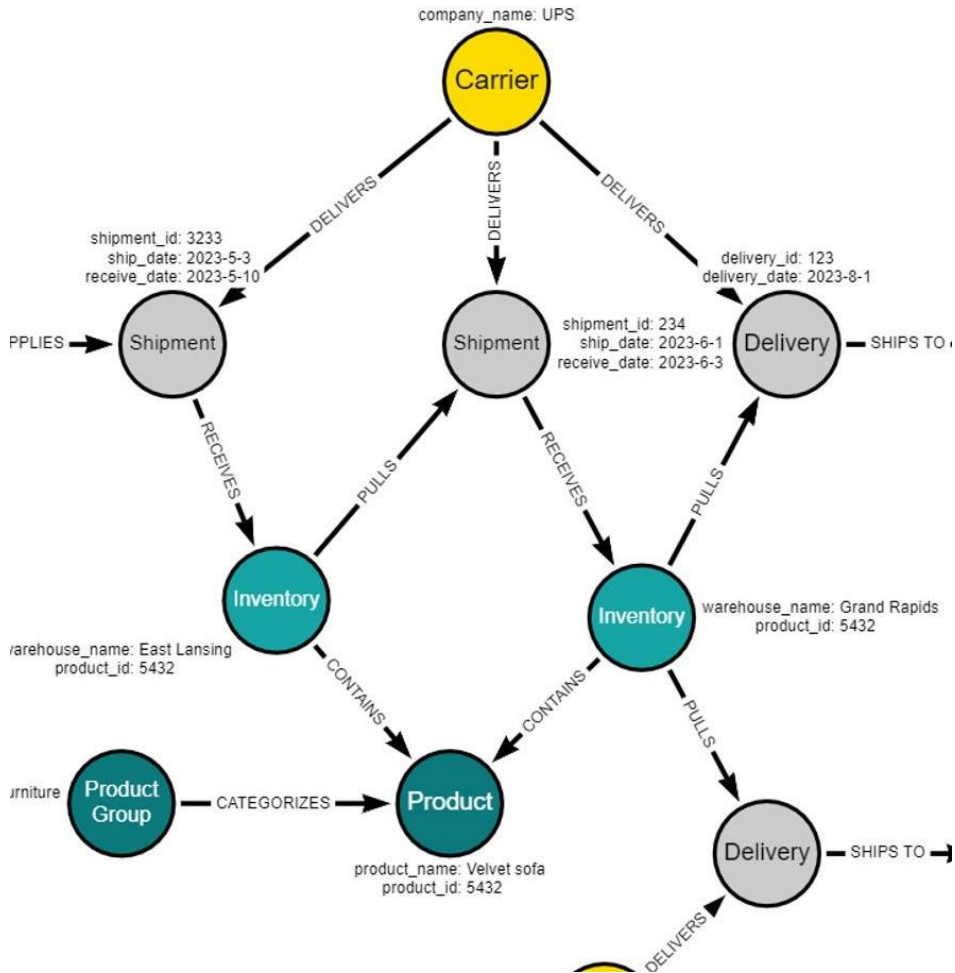 company_name: UPS
Carrier
DELIVERS
DELIVERS
DELIVERS
shipment_id: 3233
ship_date: 2023-5-3
receive_date: 2023-5-10
delivery_id: 123
delivery_date: 2023-8-1
PPLIES
Shipment
Shipment
shipment_id: 234
ship_date: 2023-6-1
receive_date: 2023-6-3
Delivery
SHIPS TO
RECEIVES
PULLS
RECEIVES
PULLS
Inventory
warehouse_name: East Lansing
product_id: 5432
Inventory
warehouse_name: Grand Rapids
product_id: 5432
CONTAINS
CONTAINS
PULLS
urniture
Product
Group
CATEGORIZES
Product
product_name: Velvet sofa
product_id: 5432
Delivery
SHIPS TO
DELIVERS